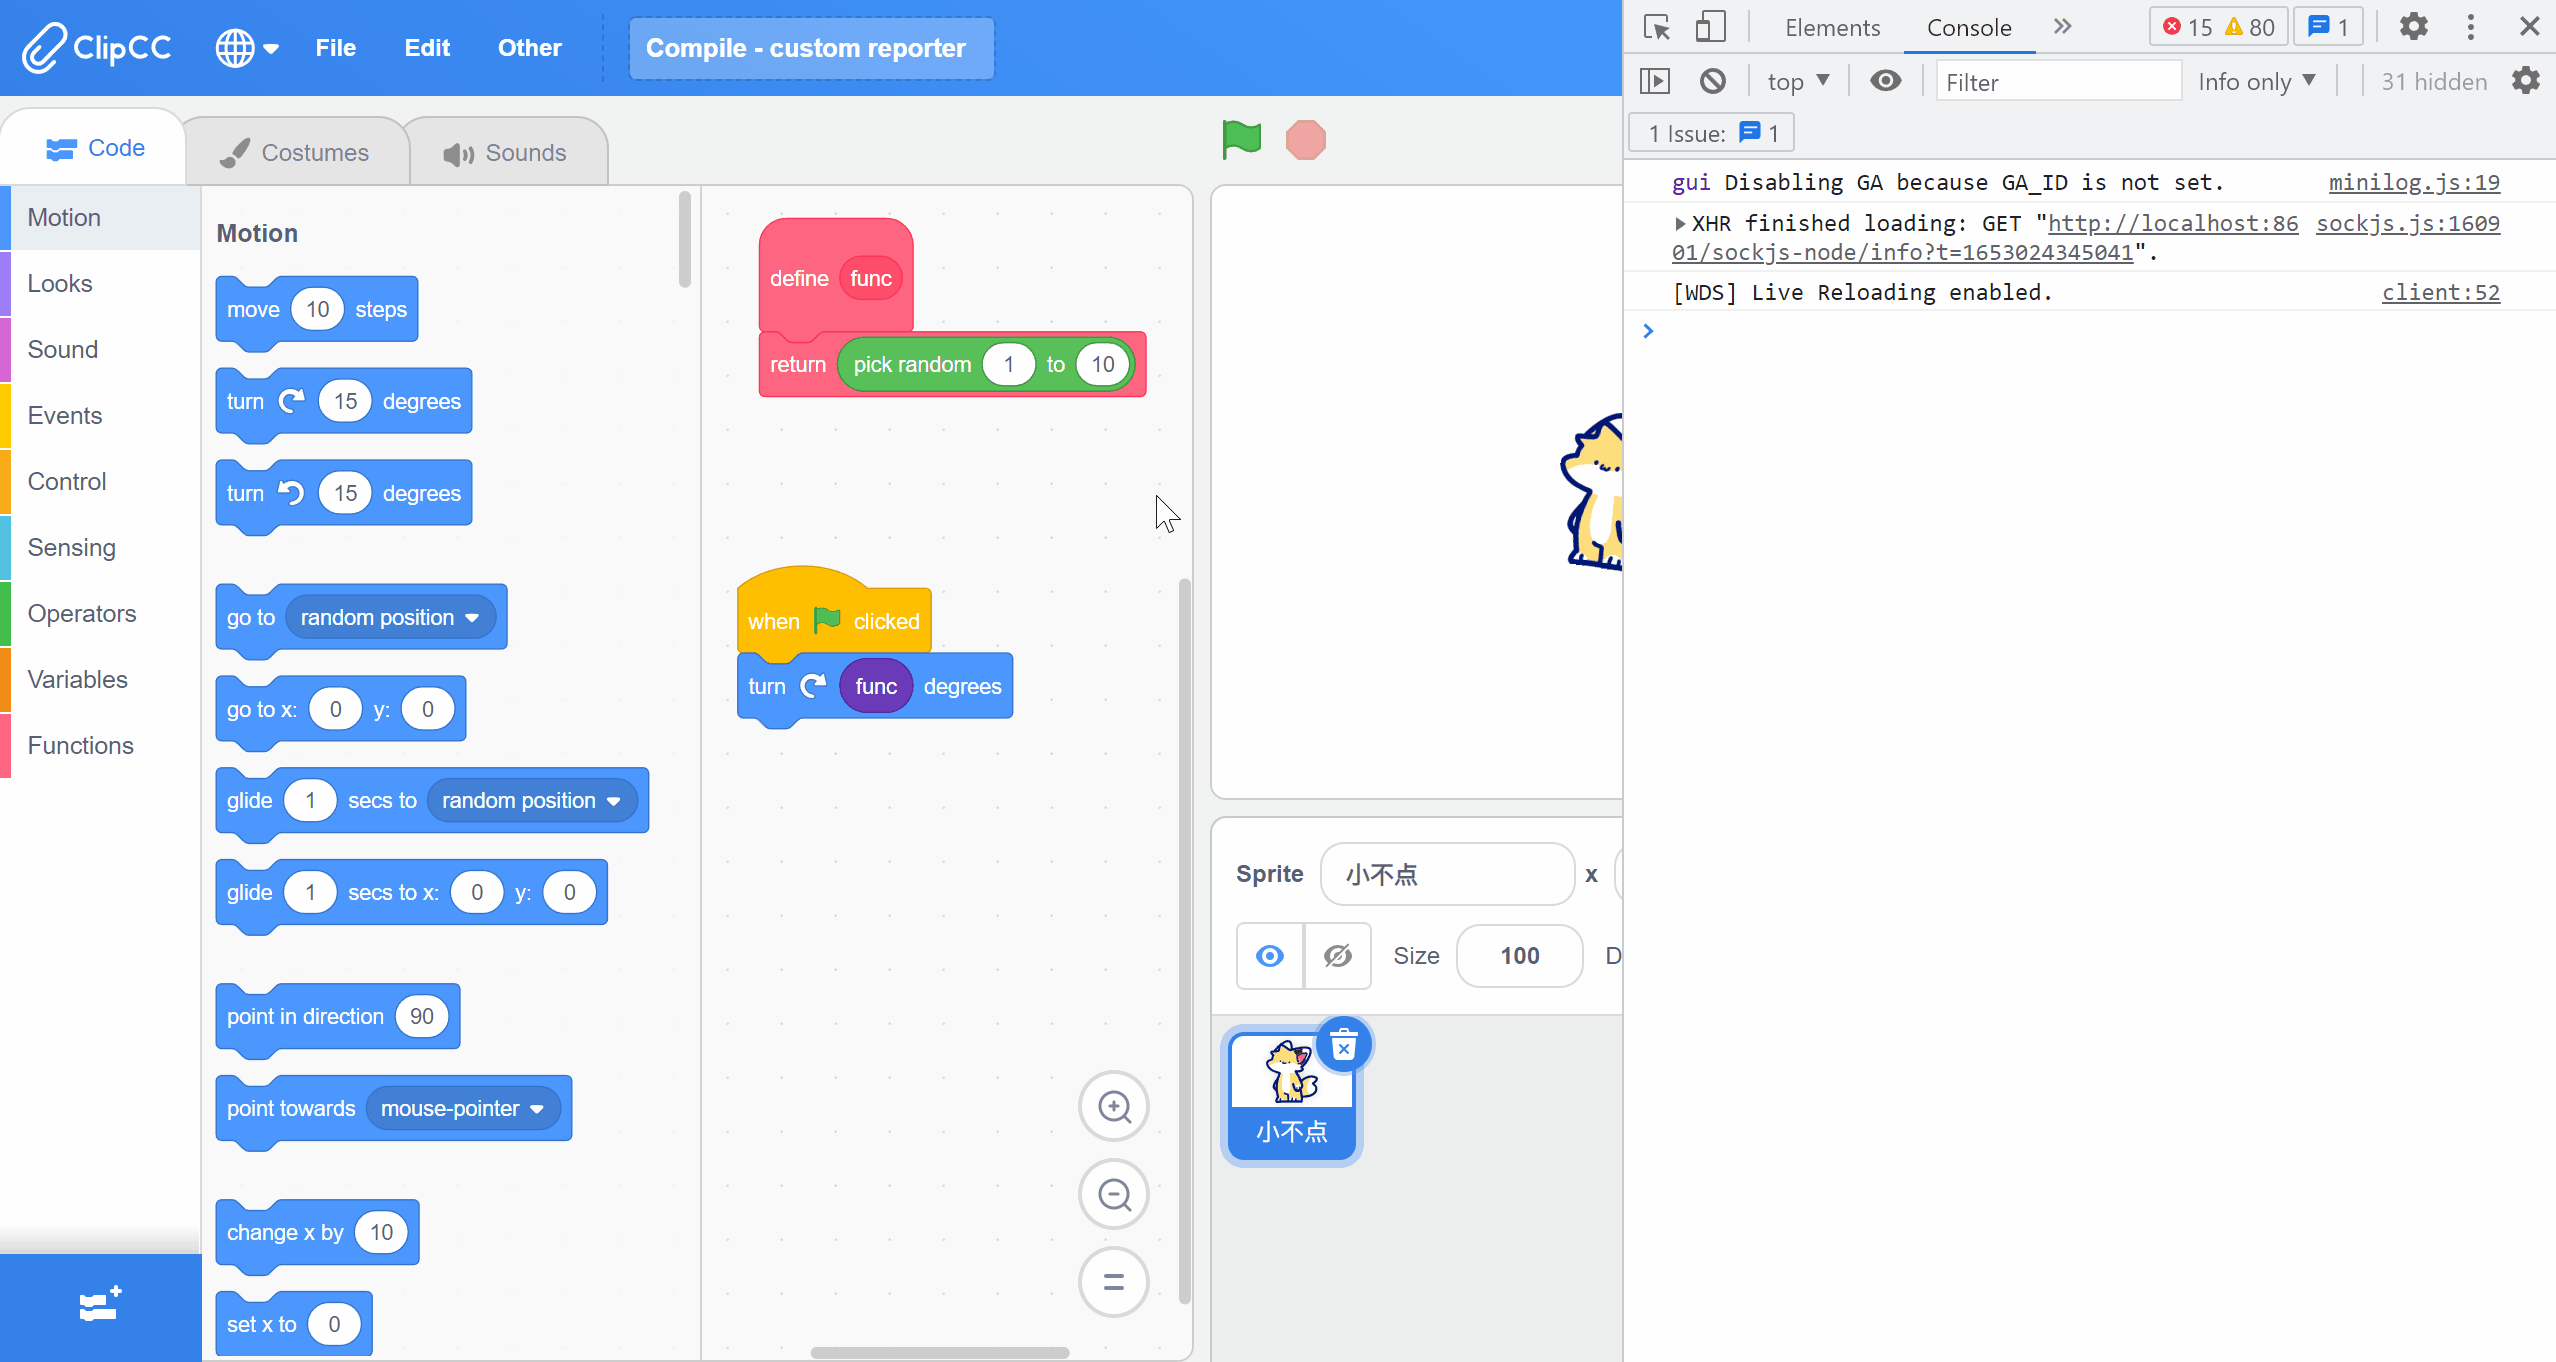 ClipCC File Edit Other Compile - custom reporter
Code Costumes Sounds
Motion
Looks
Sound
Events
Control
Sensing
Operators
Variables
Functions
Motion
move 10 steps
turn 15 degrees
turn 15 degrees
go to random position
go to x: 0 y: 0
glide 1 secs to random position
glide 1 secs to x: 0 y: 0
point in direction 90
point towards mouse-pointer
change x by 10
set x to 0
define func
return pick random 1 to 10
when clicked
turn func degrees
Sprite 小不点 x
Size 100 D
小不点
Elements Console 15 80 1
top Filter Info only 31 hidden
1 Issue: 1
gui Disabling GA because GA_ID is not set. minilog.js:19
XHR finished loading: GET "http://localhost:86 sockjs.js:1609
01/sockjs-node/info?t=1653024345041".
[WDS] Live Reloading enabled. client:52